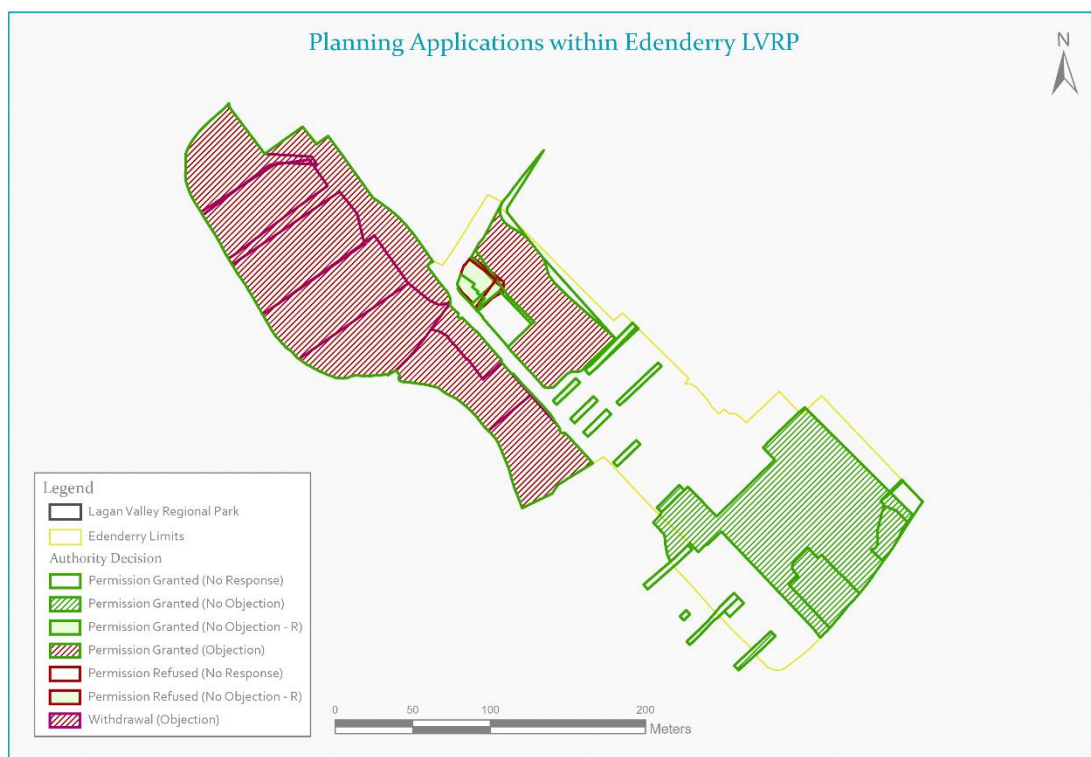 Planning Applications within Edenderry LVRP
N
Legend
Lagan Valley Regional Park
Edenderry Limits
Authority Decision
Permission Granted (No Response)
Permission Granted (No Objection)
Permission Granted (No Objection - R)
Permission Granted (Objection)
Permission Refused (No Response)
Permission Refused (No Objection - R)
Withdrawal (Objection)
0 50 100 200
Meters